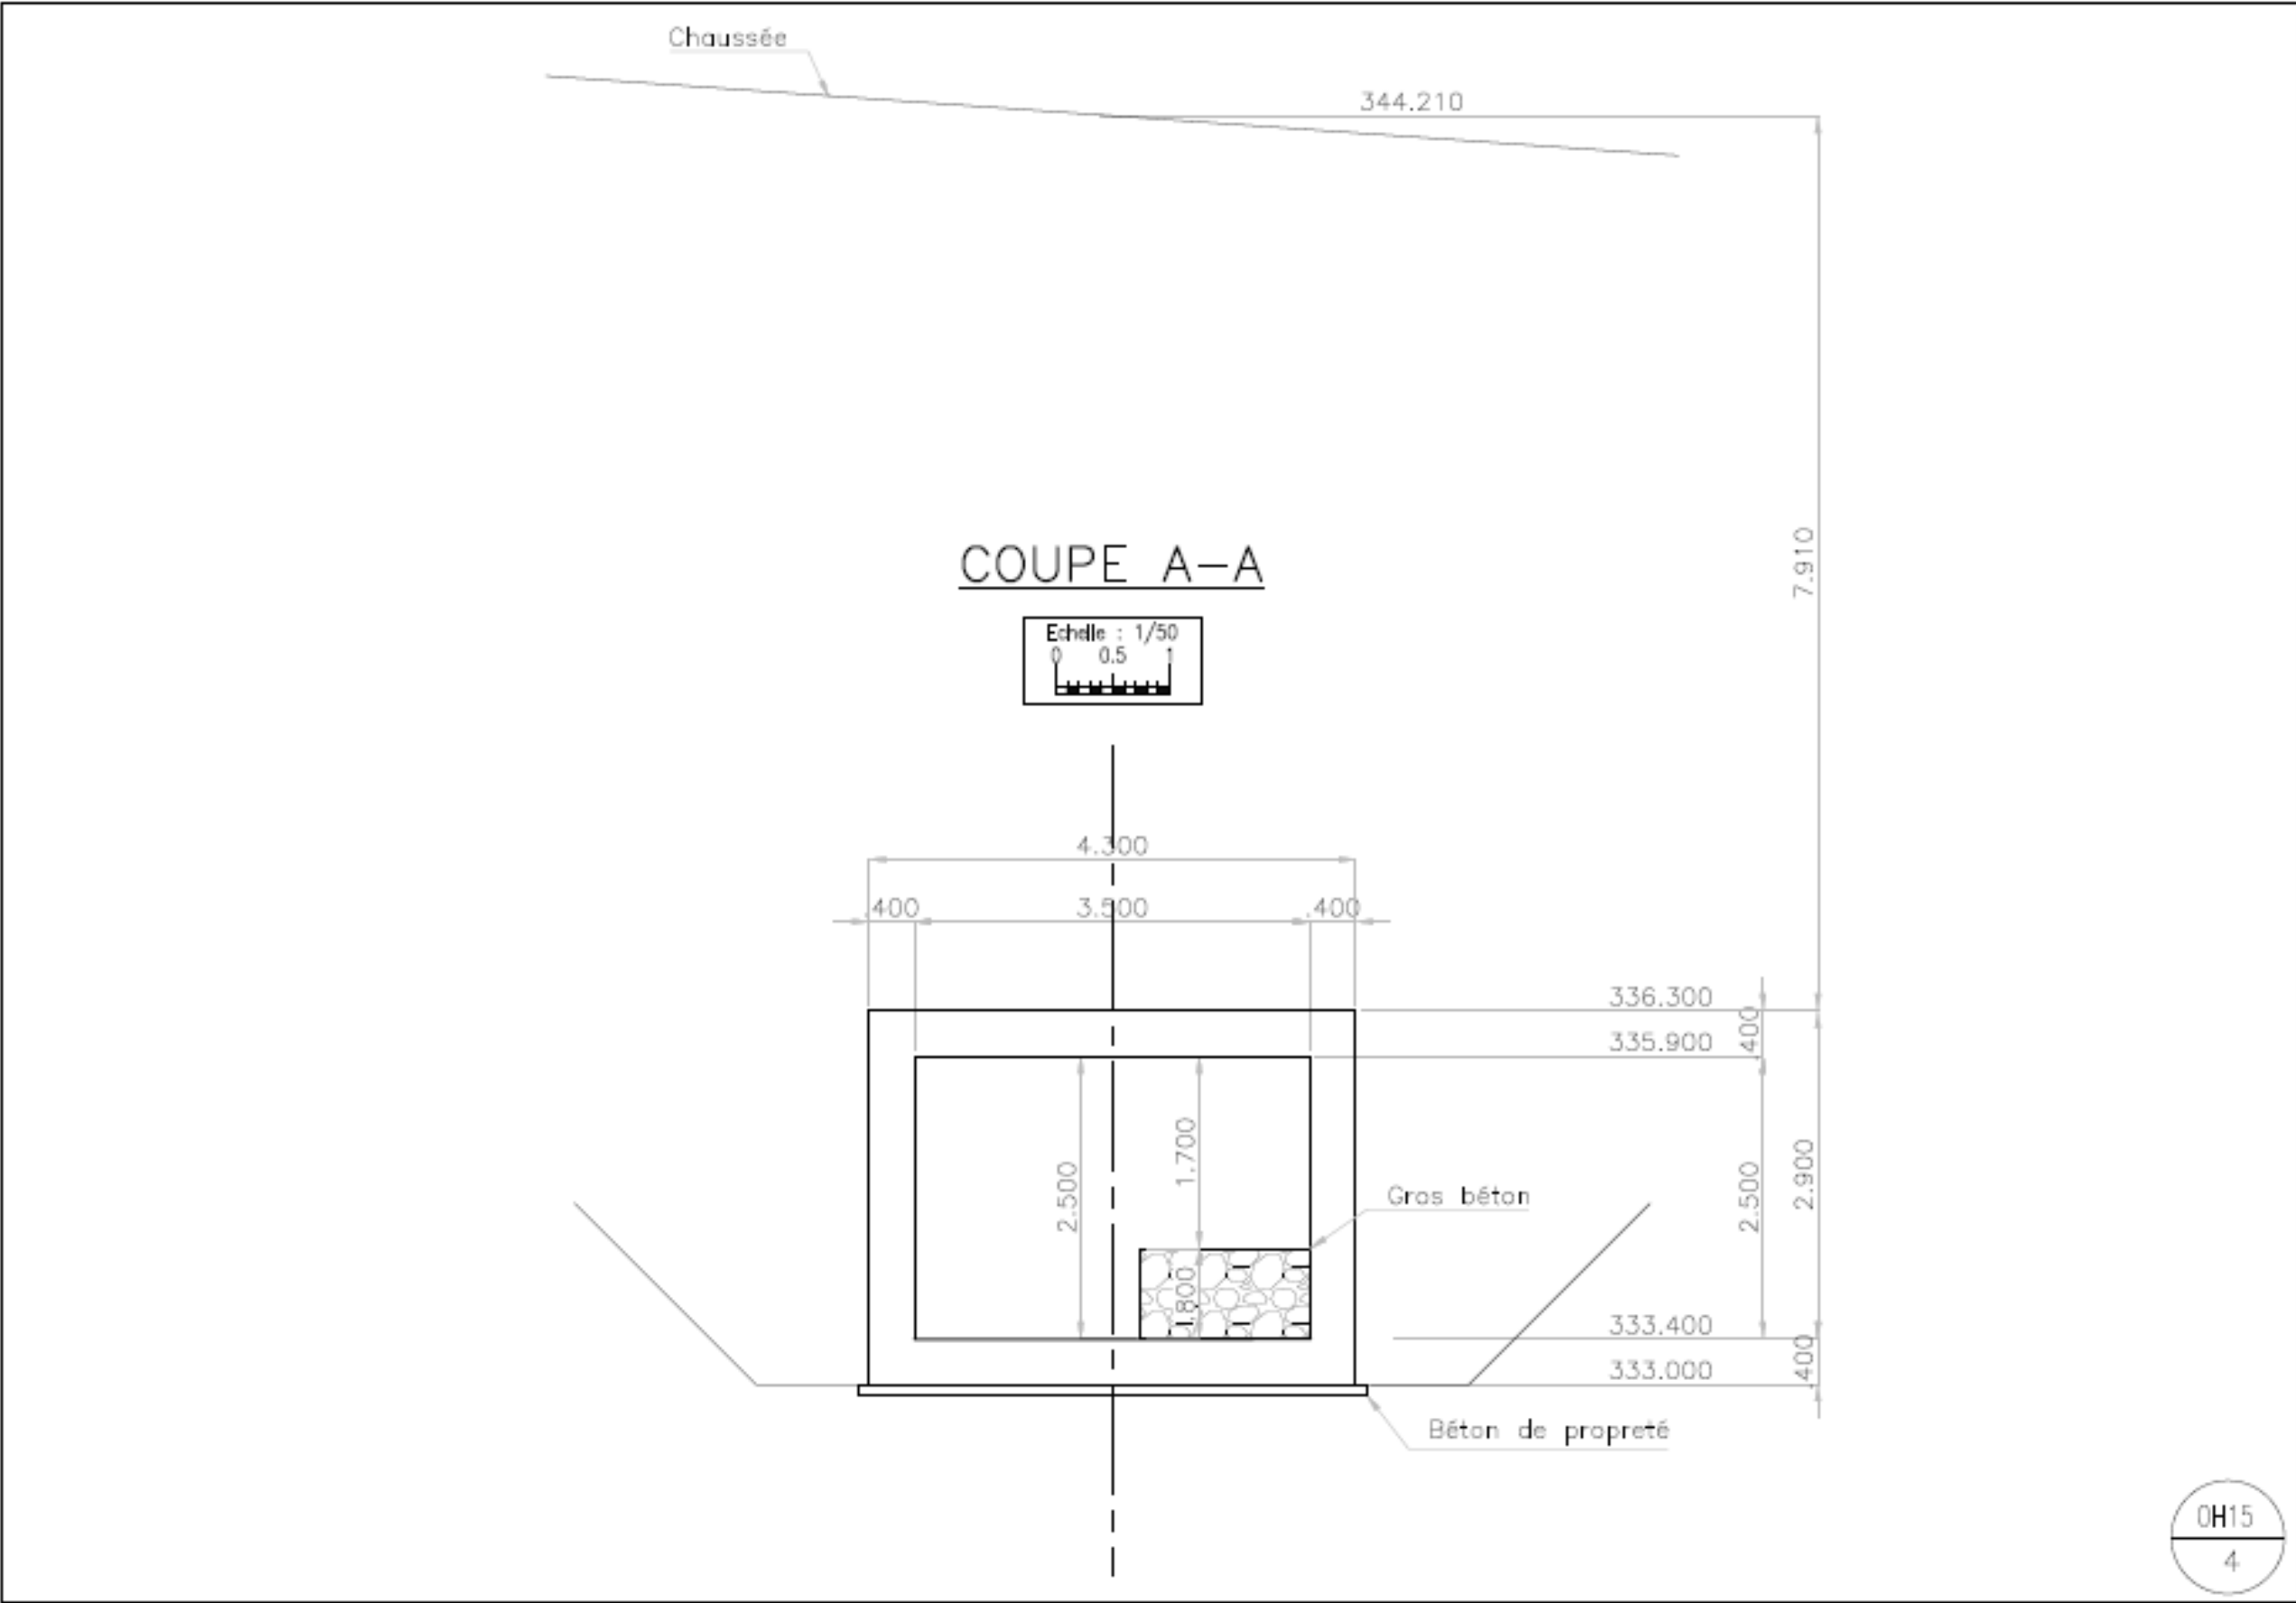 Chaussée
344.210
7.910
COUPE A-A
Echelle : 1/50
0 0.5 1
4.300
.400 3.500 .400
336.300
.400
335.900
2.500
1.700
.800
Gros béton
2.500
2.900
333.400
.400
333.000
Béton de propreté
OH15
4